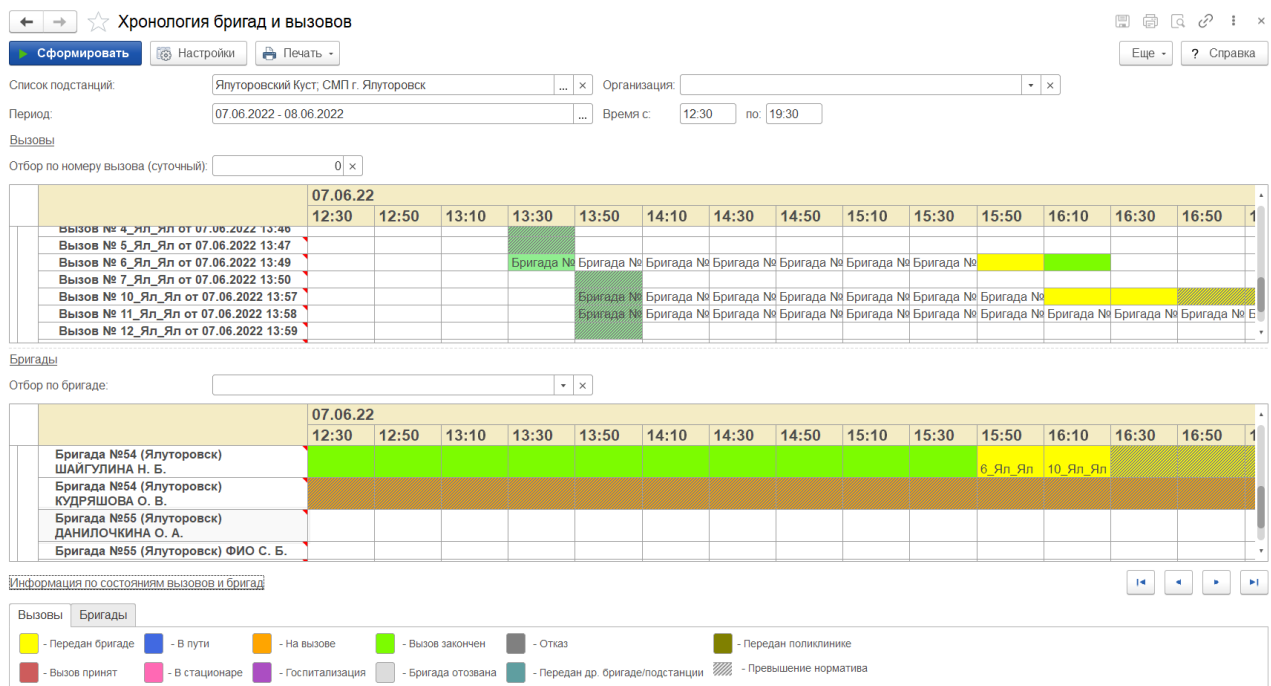 Хронология бригад и вызовов
Сформировать Настройки Печать Еще ? Справка
Список подстанций: Ялуторовский Куст; СМП г. Ялуторовск ... × Организация: ×
Период: 07.06.2022 - 08.06.2022 ... Время с: 12:30 по: 19:30
Вызовы
Отбор по номеру вызова (суточный): 0 ×
07.06.22
12:30 12:50 13:10 13:30 13:50 14:10 14:30 14:50 15:10 15:30 15:50 16:10 16:30 16:50 1
Вызов № 4_Ял_Ял от 07.06.2022 13:46
Вызов № 5_Ял_Ял от 07.06.2022 13:47
Вызов № 6_Ял_Ял от 07.06.2022 13:49 Бригада № Бригада № Бригада № Бригада № Бригада № Бригада № Бригада №
Вызов № 7_Ял_Ял от 07.06.2022 13:50
Вызов № 10_Ял_Ял от 07.06.2022 13:57 Бригада № Бригада № Бригада № Бригада № Бригада № Бригада № Бригада №
Вызов № 11_Ял_Ял от 07.06.2022 13:58 Бригада № Бригада № Бригада № Бригада № Бригада № Бригада № Бригада № Бригада № Бригада № Бригада № Б
Вызов № 12_Ял_Ял от 07.06.2022 13:59
Бригады
Отбор по бригаде: ×
07.06.22
12:30 12:50 13:10 13:30 13:50 14:10 14:30 14:50 15:10 15:30 15:50 16:10 16:30 16:50 1
Бригада №54 (Ялуторовск)
ШАЙГУЛИНА Н. Б. 6_Ял_Ял 10_Ял_Ял
Бригада №54 (Ялуторовск)
КУДРЯШОВА О. В.
Бригада №55 (Ялуторовск)
ДАНИЛОЧКИНА О. А.
Бригада №55 (Ялуторовск) ФИО С. Б.
Информация по состояниям вызовов и бригад
Вызовы Бригады
- Передан бригаде - В пути - На вызове - Вызов закончен - Отказ - Передан поликлинике
- Вызов принят - В стационаре - Госпитализация - Бригада отозвана - Передан др. бригаде/подстанции - Превышение норматива